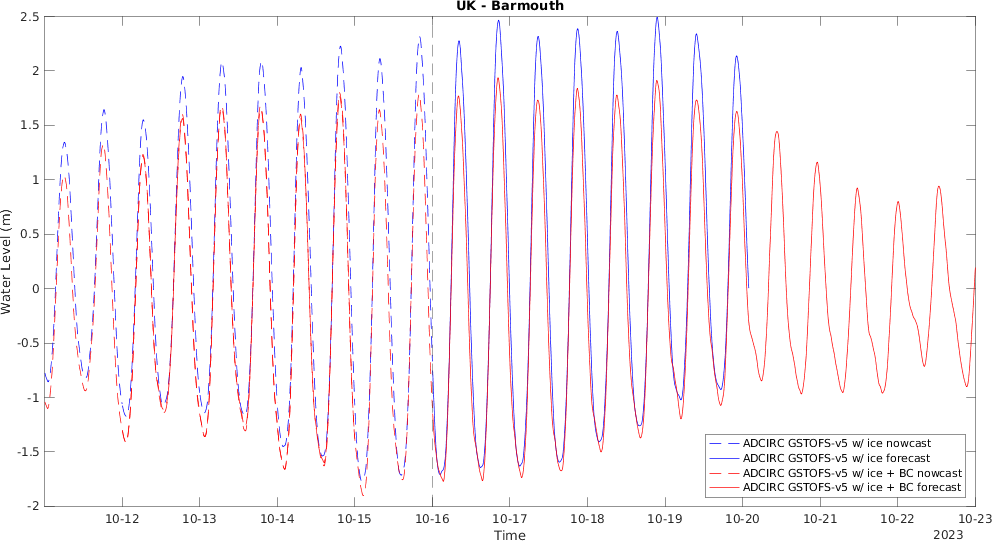 UK - Barmouth
2.5
2
1.5
1
0.5
0
-0.5
-1
-1.5
-2
Water Level (m)
10-12 10-13 10-14 10-15 10-16 10-17 10-18 10-19 10-20 10-21 10-22 10-23
Time
2023
ADCIRC GSTOFS-v5 w/ ice nowcast
ADCIRC GSTOFS-v5 w/ ice forecast
ADCIRC GSTOFS-v5 w/ ice + BC nowcast
ADCIRC GSTOFS-v5 w/ ice + BC forecast